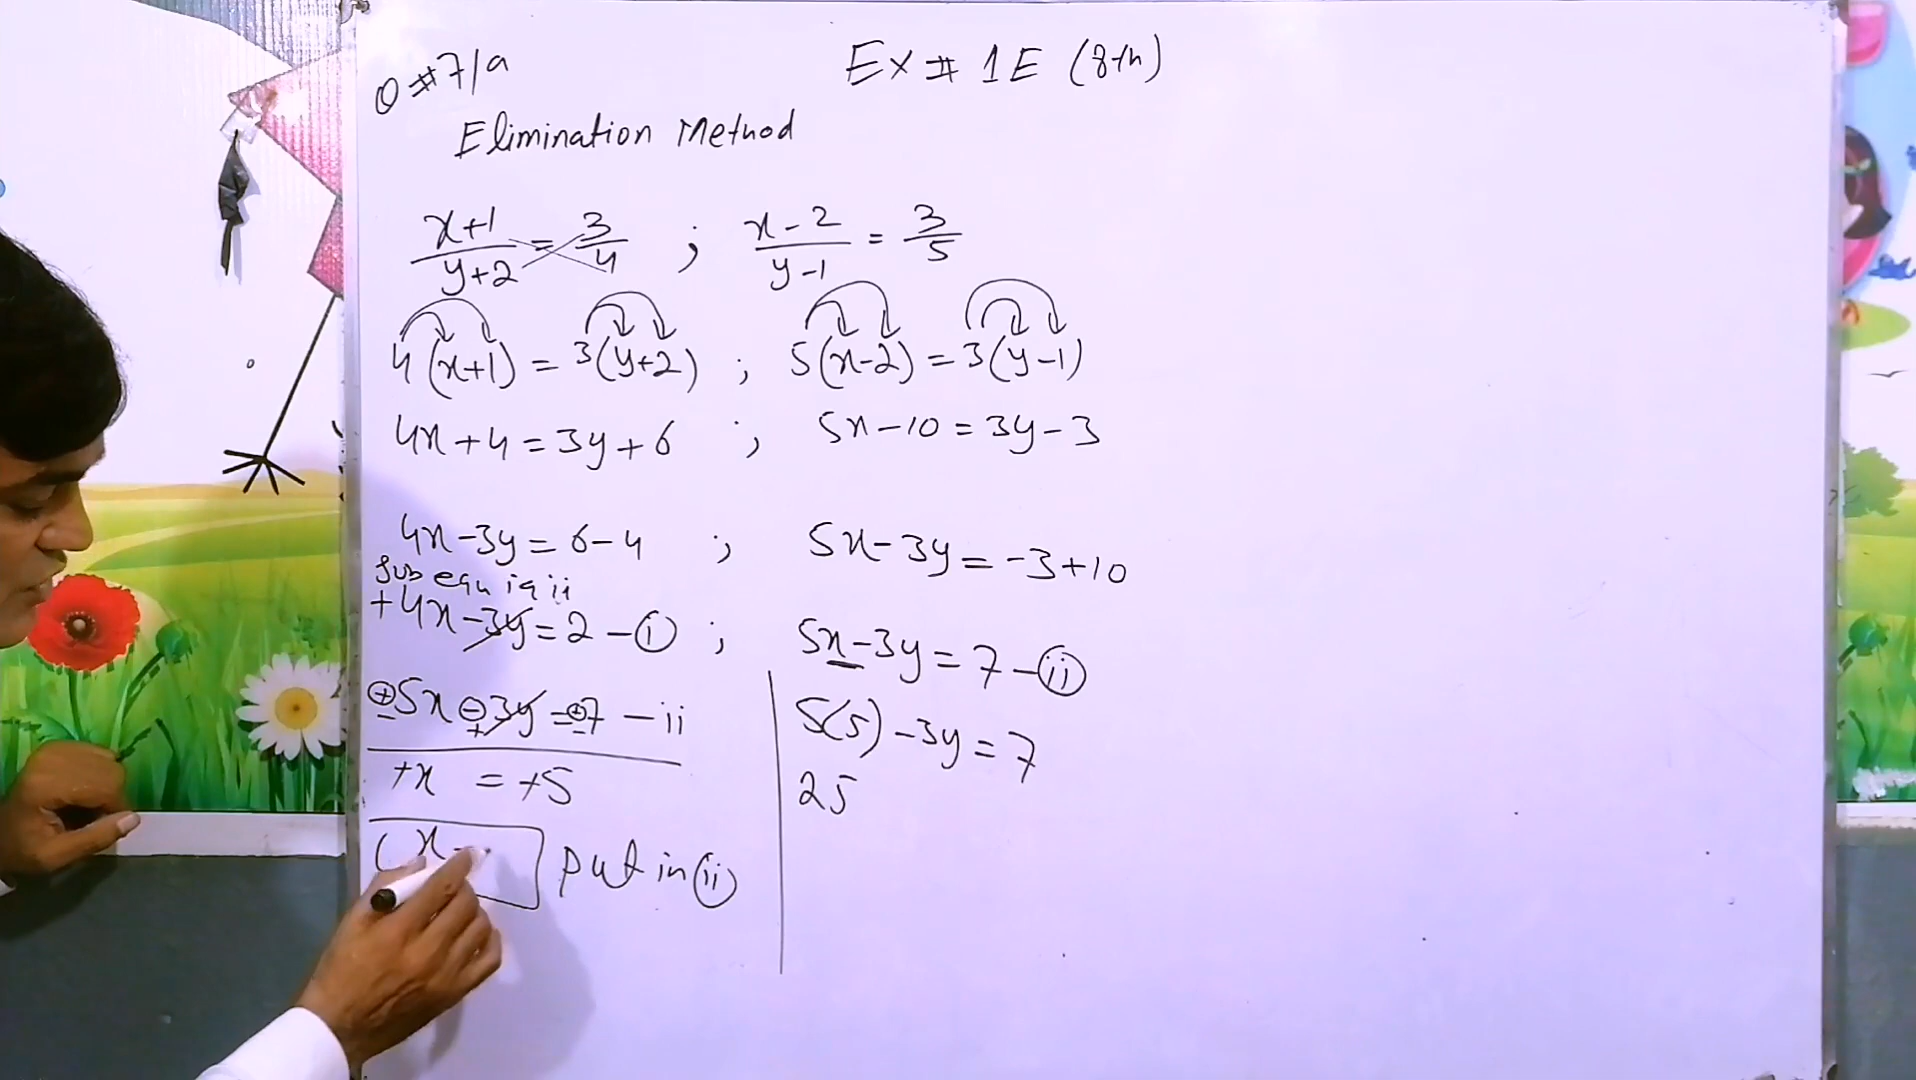 Q#7/a
Ex # 1E (8th)
Elimination Method
x+1/y+2 = 3/4 ; x-2/y-1 = 3/5
4(x+1) = 3(y+2) ; 5(x-2) = 3(y-1)
4x+4 = 3y+6 ; 5x-10 = 3y-3
4x-3y = 6-4 ; 5x-3y = -3+10
Sub equ i q ii
+4x-3y = 2 - (i) ; 5x-3y = 7 - (ii)
⊕5x⊖3y = ⊕7 - ii
- + -
5(5) - 3y = 7
+x = +5
25
x
put in (ii)